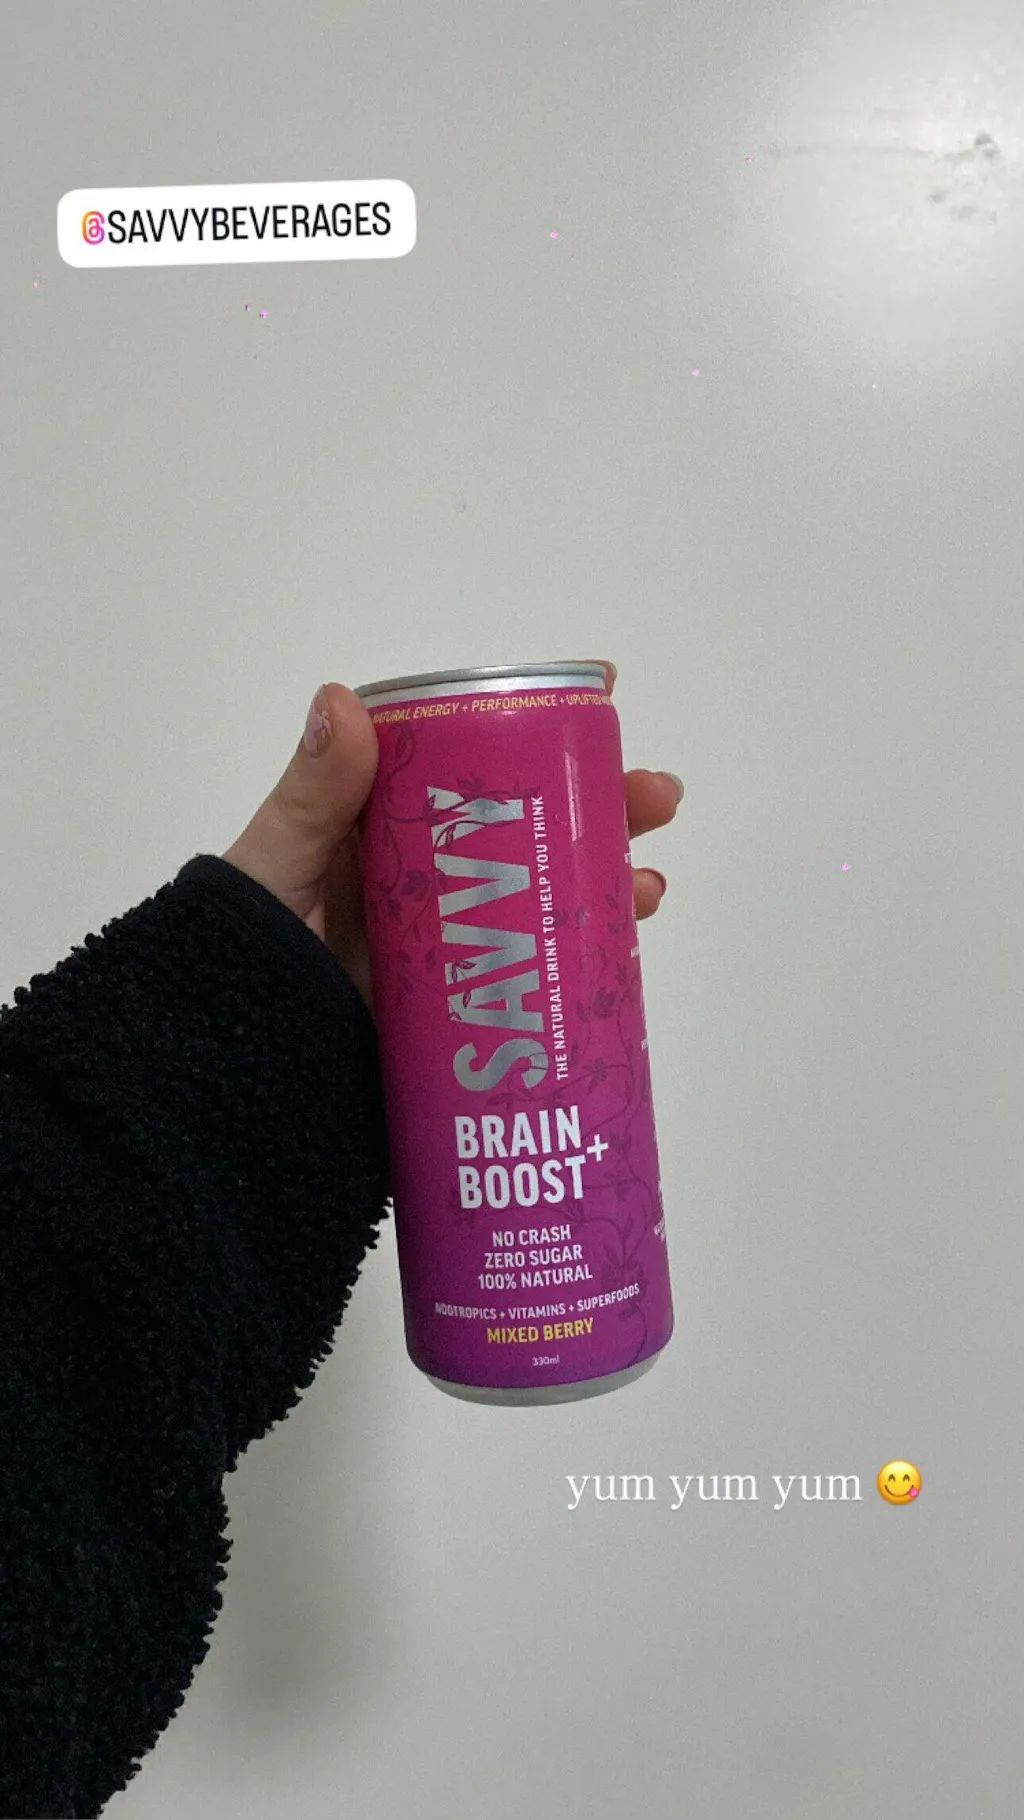 @SAVVYBEVERAGES
NATURAL ENERGY + PERFORMANCE + UPLIFTED
SAVVY
THE NATURAL DRINK TO HELP YOU THINK
BRAIN
BOOST+
NO CRASH
ZERO SUGAR
100% NATURAL
NOOTROPICS + VITAMINS + SUPERFOODS
MIXED BERRY
330ml
yum yum yum 😋